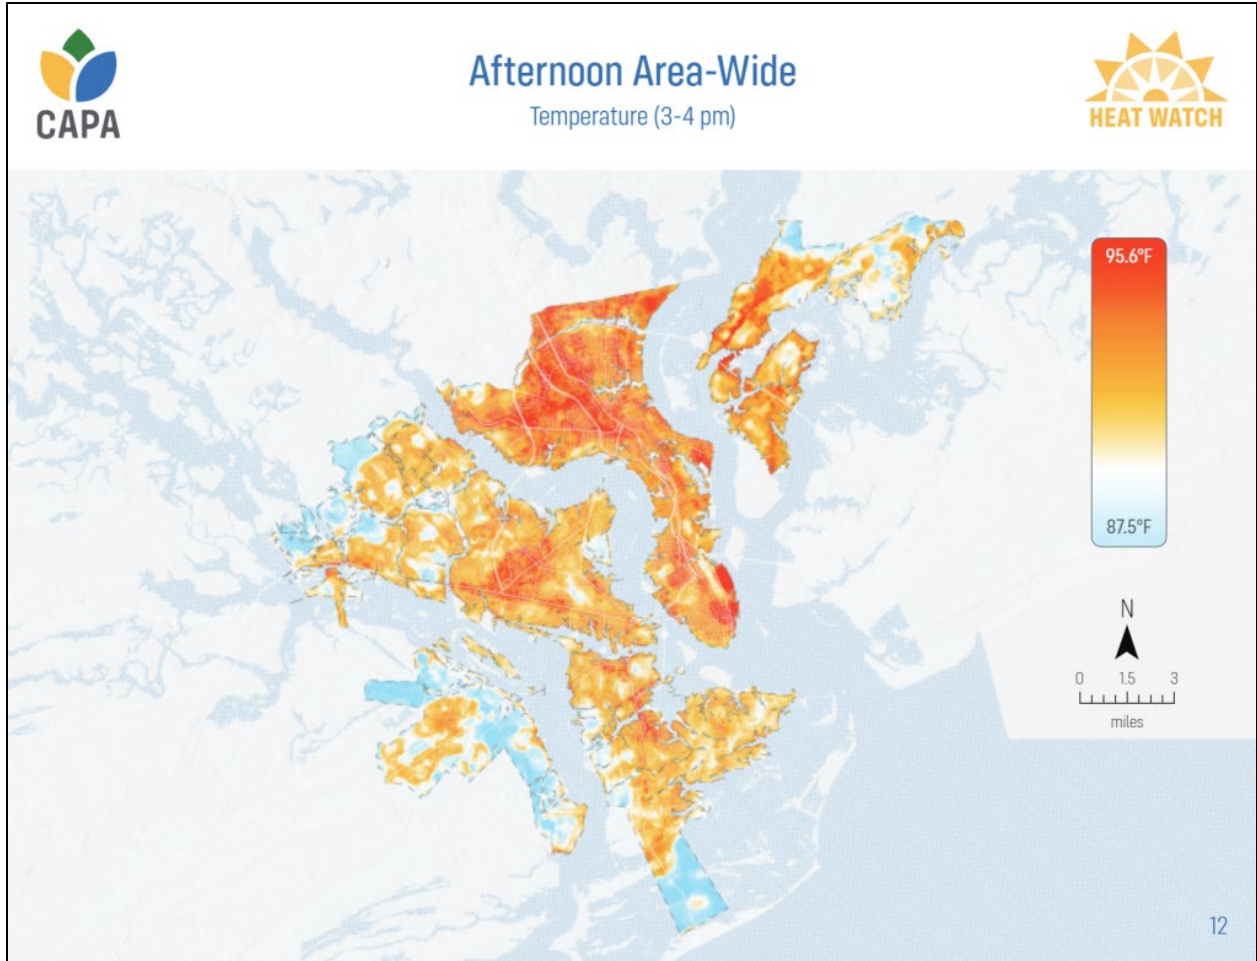 CAPA
Afternoon Area-Wide
Temperature (3-4 pm)
HEAT WATCH
95.6°F
87.5°F
N
0 1.5 3
miles
12